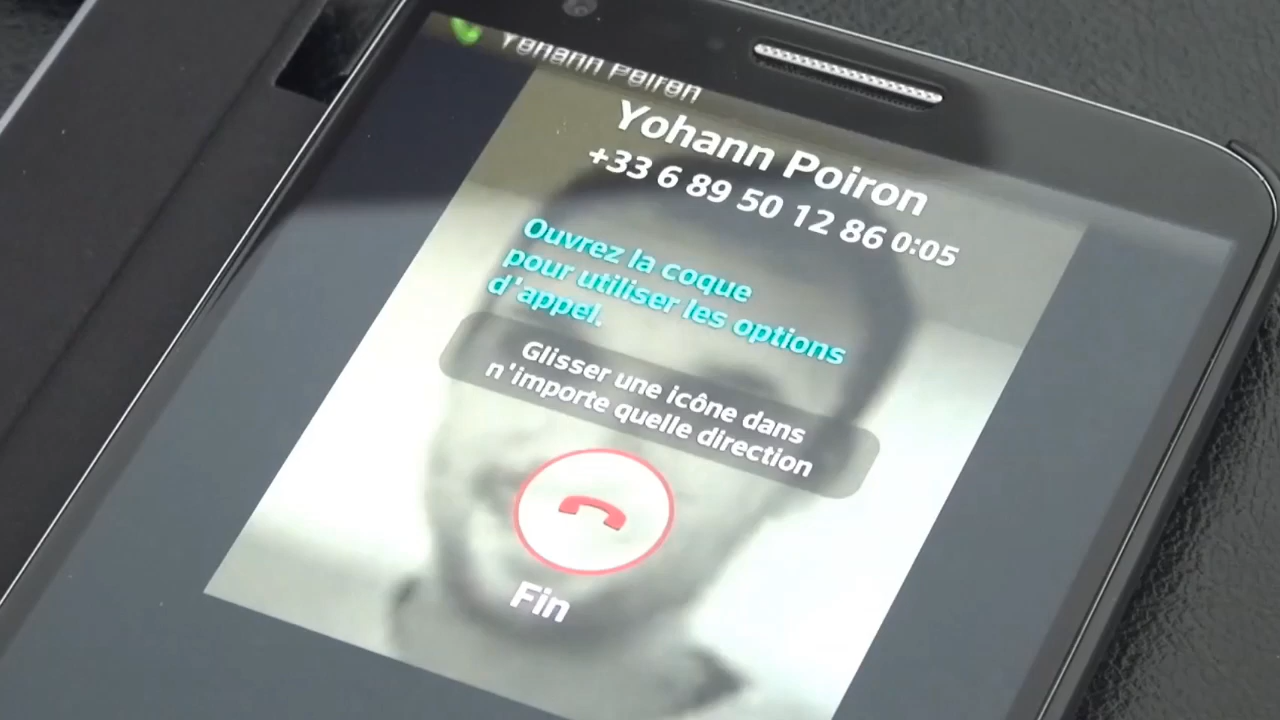 Yohann Poiron
Yohann Poiron
+33 6 89 50 12 86 0:05
Ouvrez la coque
pour utiliser les options
d'appel.
Glisser une icône dans
n'importe quelle direction
Fin